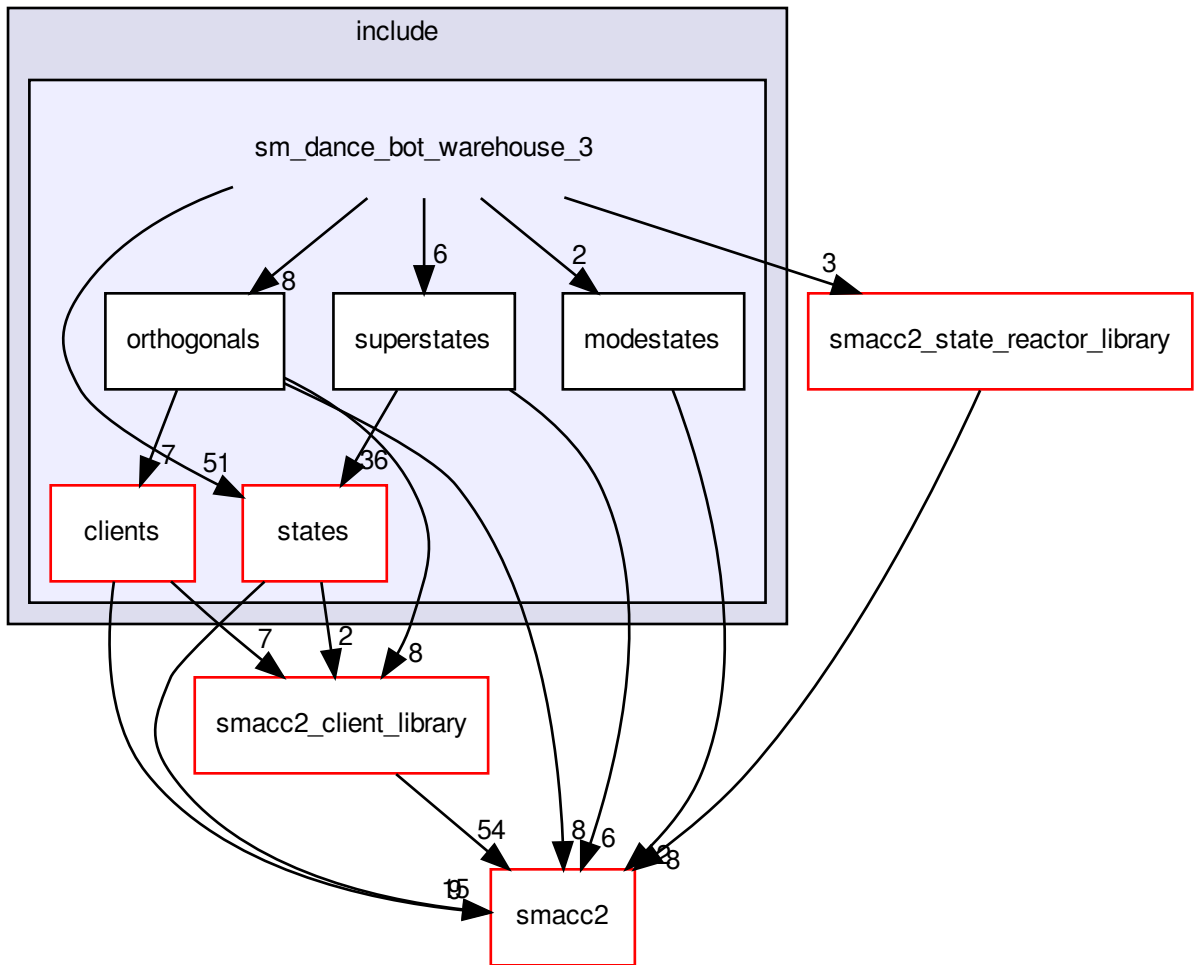 include
sm_dance_bot_warehouse_3
8
6
2
3
orthogonals
superstates
modestates
smacc2_state_reactor_library
7
51
36
clients
states
7
2
8
smacc2_client_library
54
8
6
8
smacc2